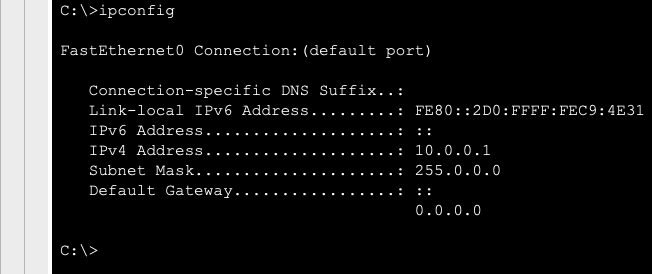 C:\>ipconfig
FastEthernet0 Connection:(default port)
Connection-specific DNS Suffix..:
Link-local IPv6 Address.........: FE80::2D0:FFFF:FEC9:4E31
IPv6 Address....................: ::
IPv4 Address....................: 10.0.0.1
Subnet Mask.....................: 255.0.0.0
Default Gateway.................: ::
0.0.0.0
C:\>